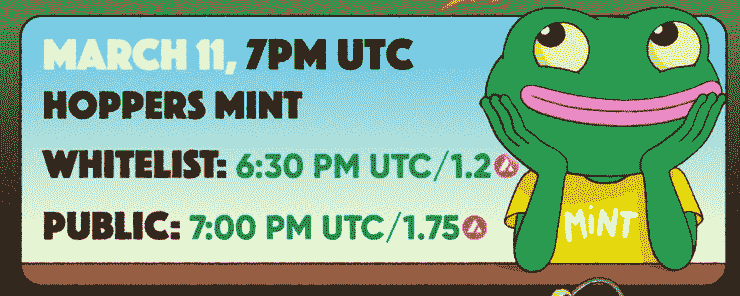 MARCH 11, 7PM UTC
HOPPERS MINT
WHITELIST: 6:30 PM UTC/1.2
PUBLIC: 7:00 PM UTC/1.75
MiNT